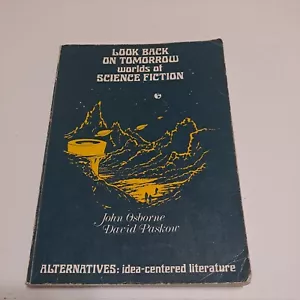 LOOK BACK
ON TOMORROW
worlds of
SCIENCE FICTION
John Osborne
David Paskow
ALTERNATIVES: idea-centered literature